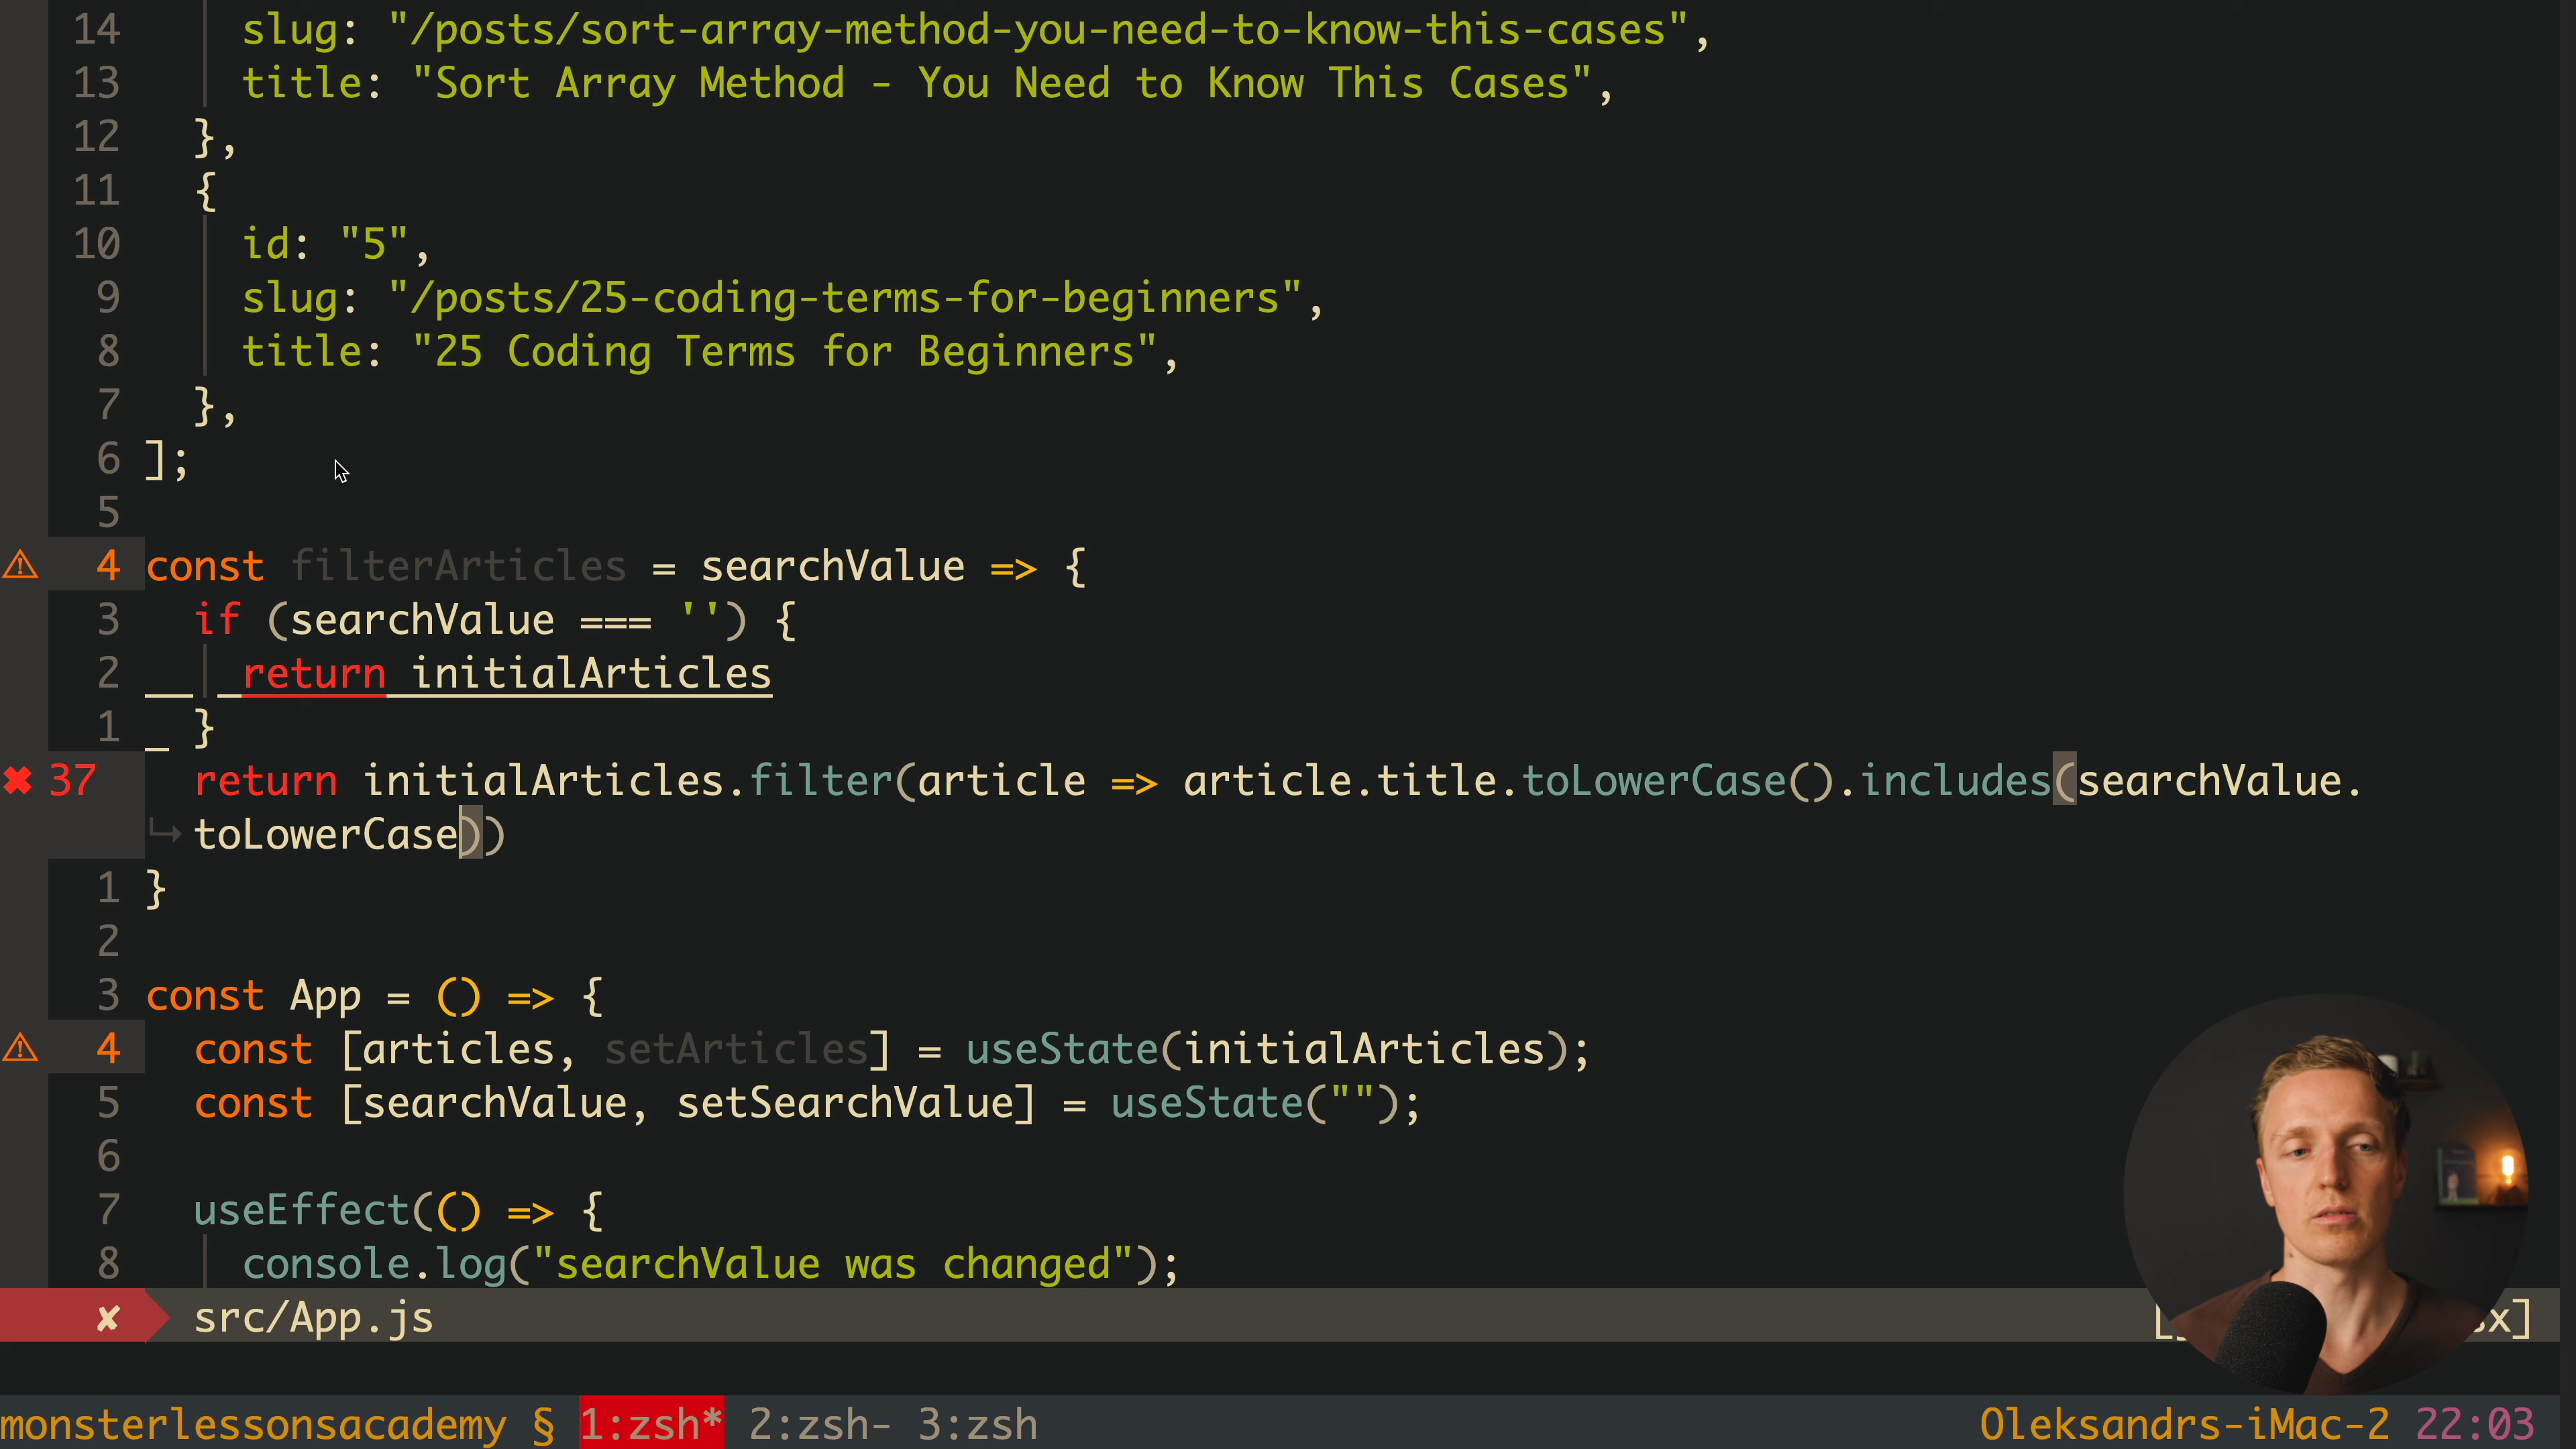 14 slug: "/posts/sort-array-method-you-need-to-know-this-cases",
13 title: "Sort Array Method - You Need to Know This Cases",
12 },
11 {
10 id: "5",
9 slug: "/posts/25-coding-terms-for-beginners",
8 title: "25 Coding Terms for Beginners",
7 },
6 ];
5
⚠ 4 const filterArticles = searchValue => {
3 if (searchValue === '') {
2 return initialArticles
1 }
✖ 37 return initialArticles.filter(article => article.title.toLowerCase().includes(searchValue.
↪ toLowerCase))
1 }
2
3 const App = () => {
⚠ 4 const [articles, setArticles] = useState(initialArticles);
5 const [searchValue, setSearchValue] = useState("");
6
7 useEffect(() => {
8 console.log("searchValue was changed");
✘ src/App.js
monsterlessonsacademy § 1:zsh* 2:zsh- 3:zsh Oleksandrs-iMac-2 22:03